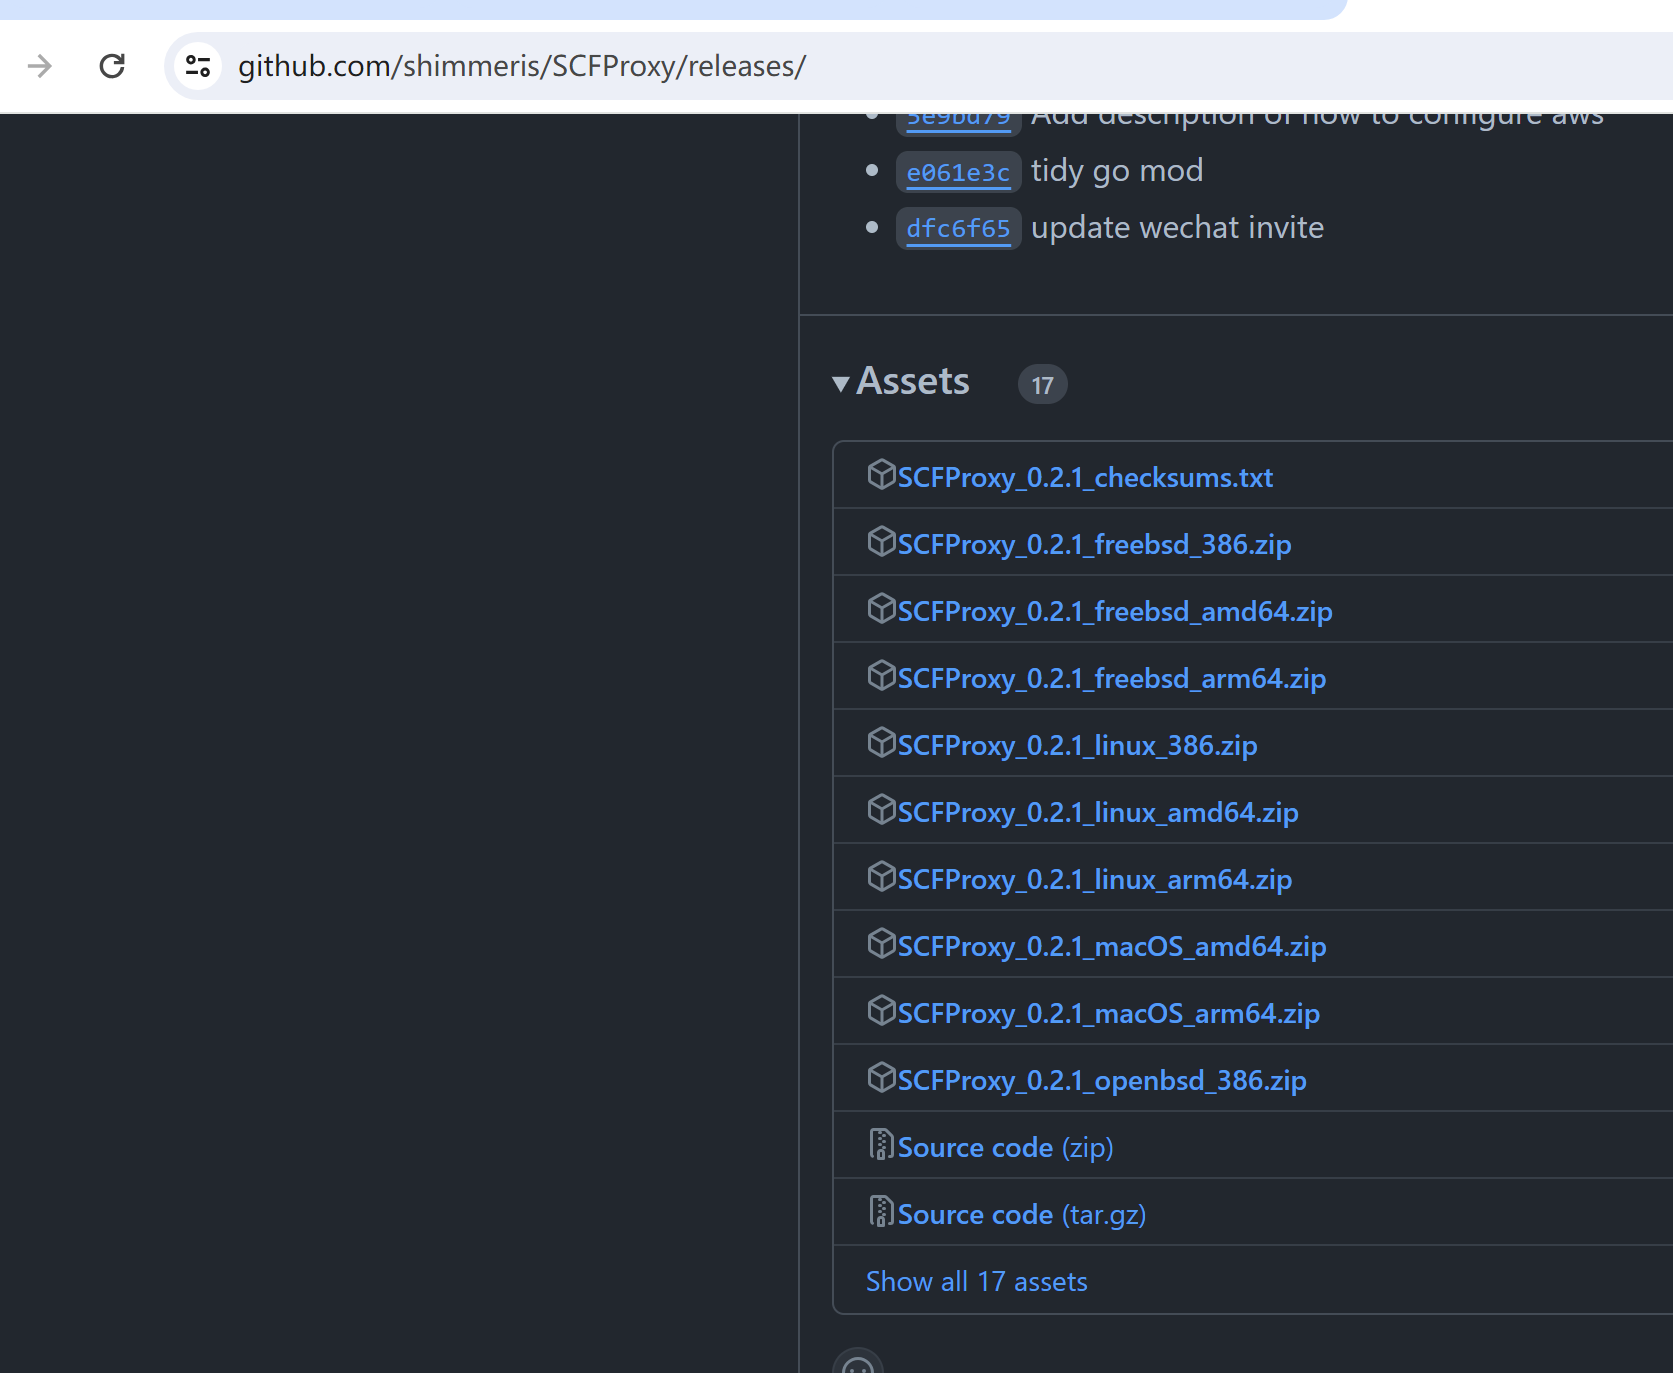 github.com/shimmeris/SCFProxy/releases/
5e9bd79 Add description of how to configure aws
e061e3c tidy go mod
dfc6f65 update wechat invite
Assets 17
SCFProxy_0.2.1_checksums.txt
SCFProxy_0.2.1_freebsd_386.zip
SCFProxy_0.2.1_freebsd_amd64.zip
SCFProxy_0.2.1_freebsd_arm64.zip
SCFProxy_0.2.1_linux_386.zip
SCFProxy_0.2.1_linux_amd64.zip
SCFProxy_0.2.1_linux_arm64.zip
SCFProxy_0.2.1_macOS_amd64.zip
SCFProxy_0.2.1_macOS_arm64.zip
SCFProxy_0.2.1_openbsd_386.zip
Source code (zip)
Source code (tar.gz)
Show all 17 assets